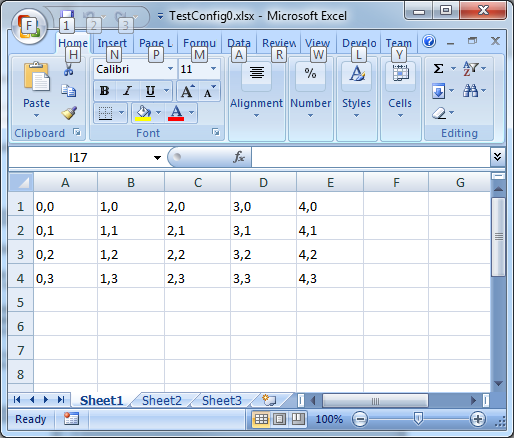 F 1 2 3 TestConfig0.xlsx - Microsoft Excel
Home Insert Page L Formu Data Review View Develo Team
H N P M A R W L Y
Paste Calibri 11 Alignment % Number Styles Cells Σ
B I U A
Clipboard Font Editing
I17 fx
A B C D E F G
1 0,0 1,0 2,0 3,0 4,0
2 0,1 1,1 2,1 3,1 4,1
3 0,2 1,2 2,2 3,2 4,2
4 0,3 1,3 2,3 3,3 4,3
5
6
7
8
Sheet1 Sheet2 Sheet3
Ready 100%